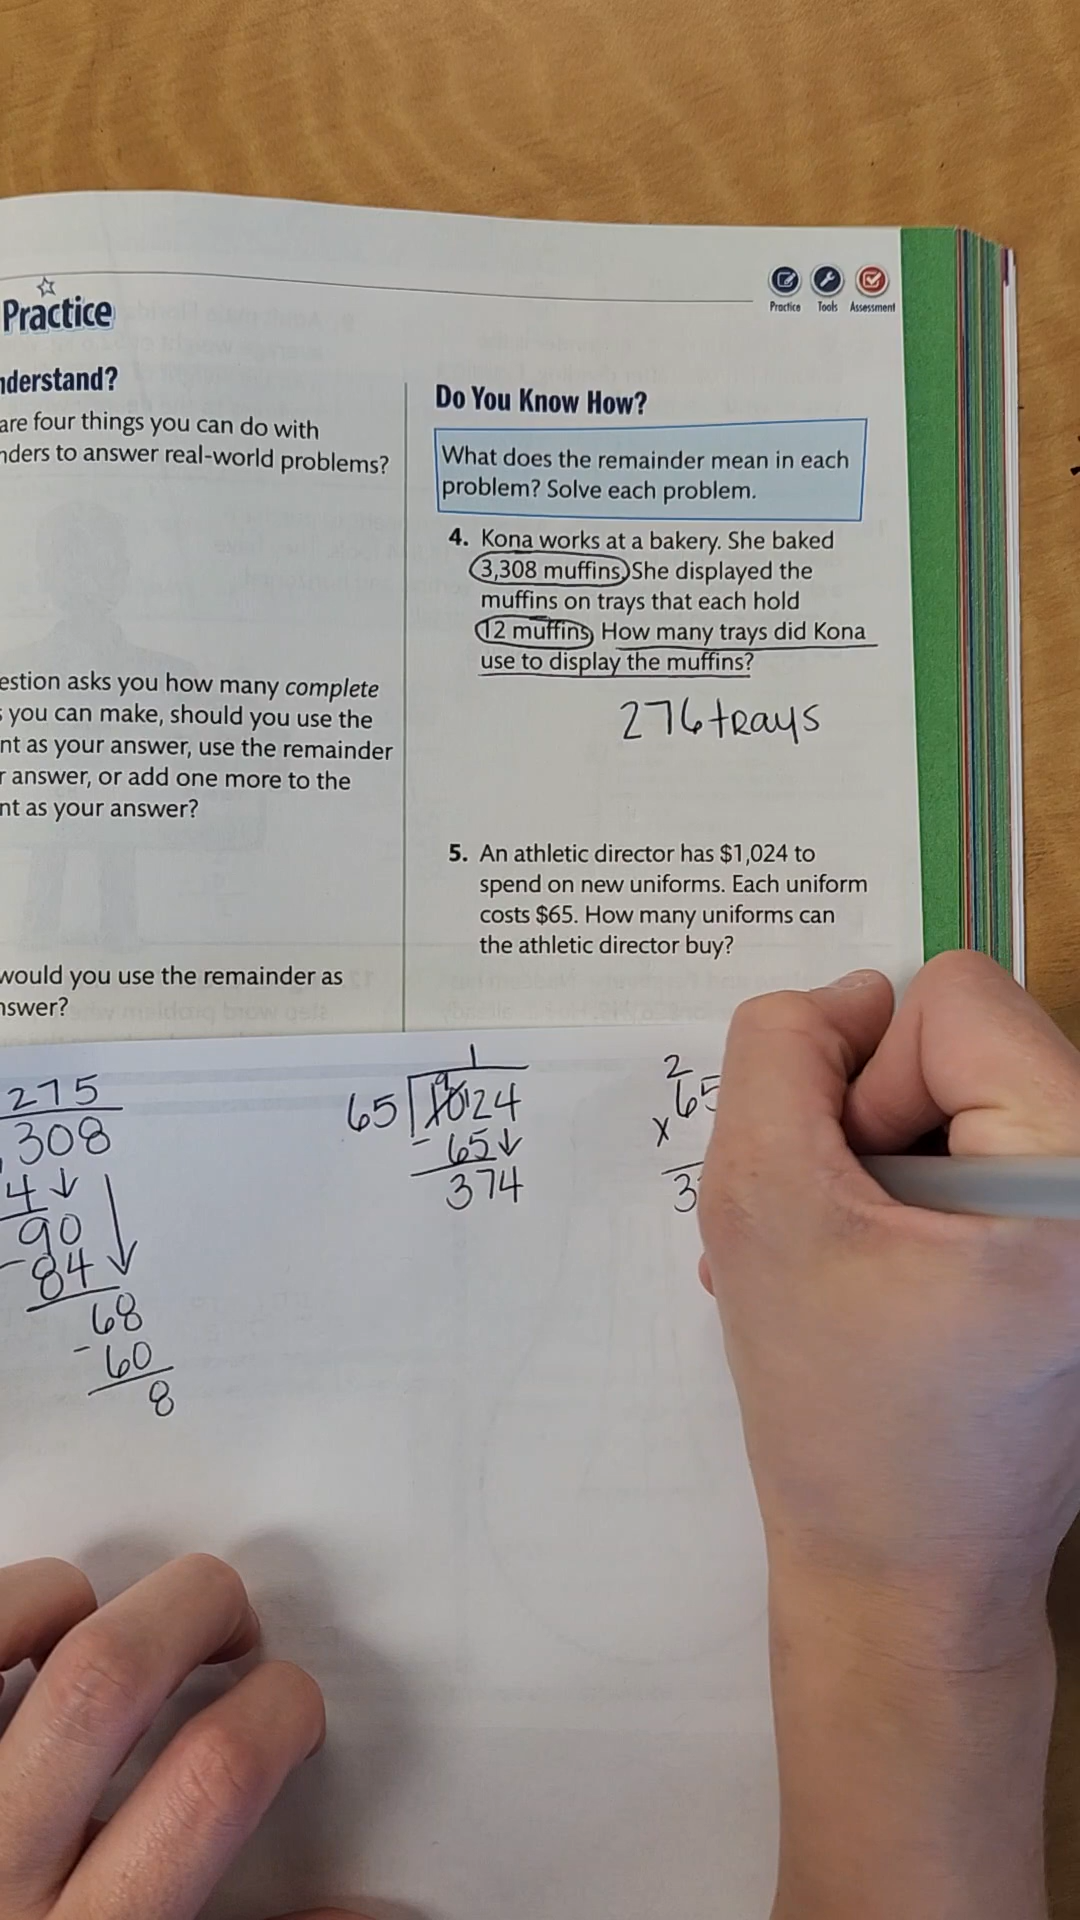 Practice
Practice Tools Assessment
nderstand?
are four things you can do with
nders to answer real-world problems?
estion asks you how many complete
s you can make, should you use the
nt as your answer, use the remainder
r answer, or add one more to the
nt as your answer?
would you use the remainder as
nswer?
Do You Know How?
What does the remainder mean in each
problem? Solve each problem.
4. Kona works at a bakery. She baked
3,308 muffins. She displayed the
muffins on trays that each hold
12 muffins. How many trays did Kona
use to display the muffins?
276 trays
5. An athletic director has $1,024 to
spend on new uniforms. Each uniform
costs $65. How many uniforms can
the athletic director buy?
275
,308
4 ↓
90
-84
68
-60
8
1
9
65 1024
-65↓
374
2
65
x
3